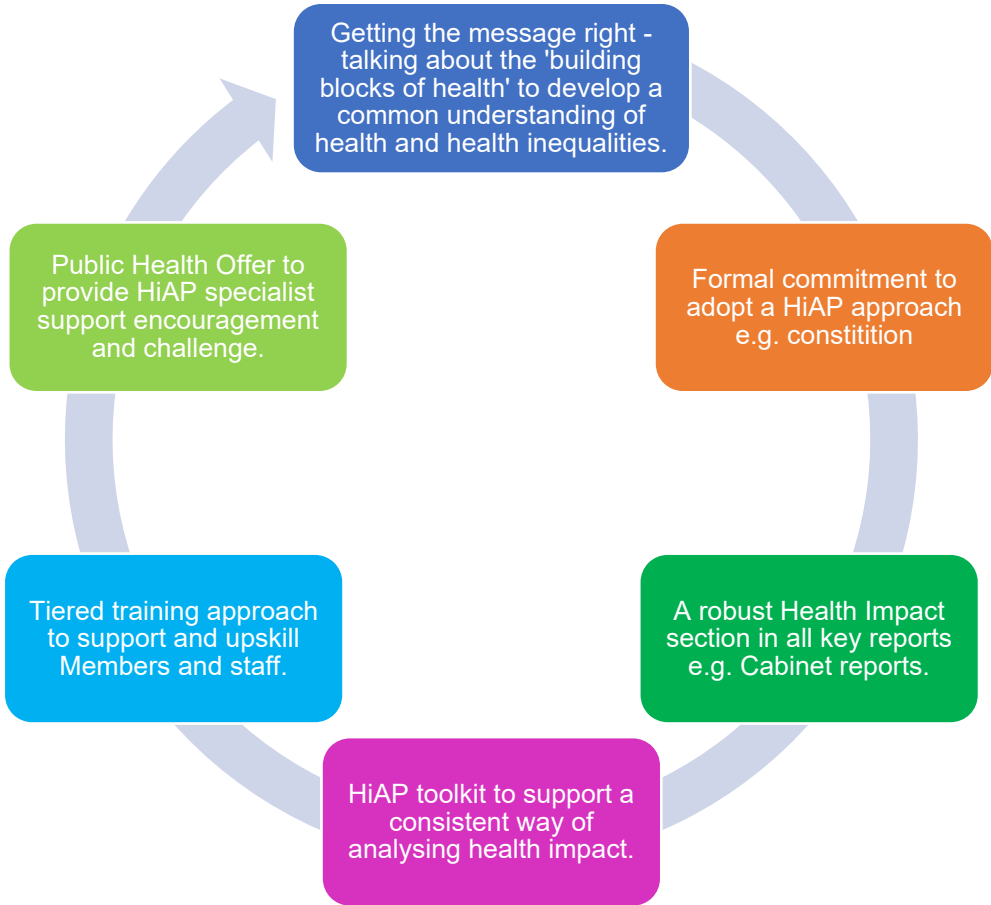 Getting the message right -
talking about the 'building
blocks of health' to develop a
common understanding of
health and health inequalities.
Formal commitment to
adopt a HiAP approach
e.g. constitition
A robust Health Impact
section in all key reports
e.g. Cabinet reports.
HiAP toolkit to support a
consistent way of
analysing health impact.
Tiered training approach
to support and upskill
Members and staff.
Public Health Offer to
provide HiAP specialist
support encouragement
and challenge.